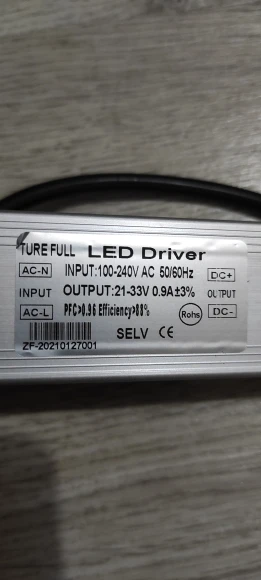 TURE FULL LED Driver
AC-N INPUT:100-240V AC 50/60Hz DC+
INPUT OUTPUT:21-33V 0.9A±3% OUTPUT
AC-L PFC>0.96 Efficiency>88% Rohs DC-
SELV CE
ZF-20210127001